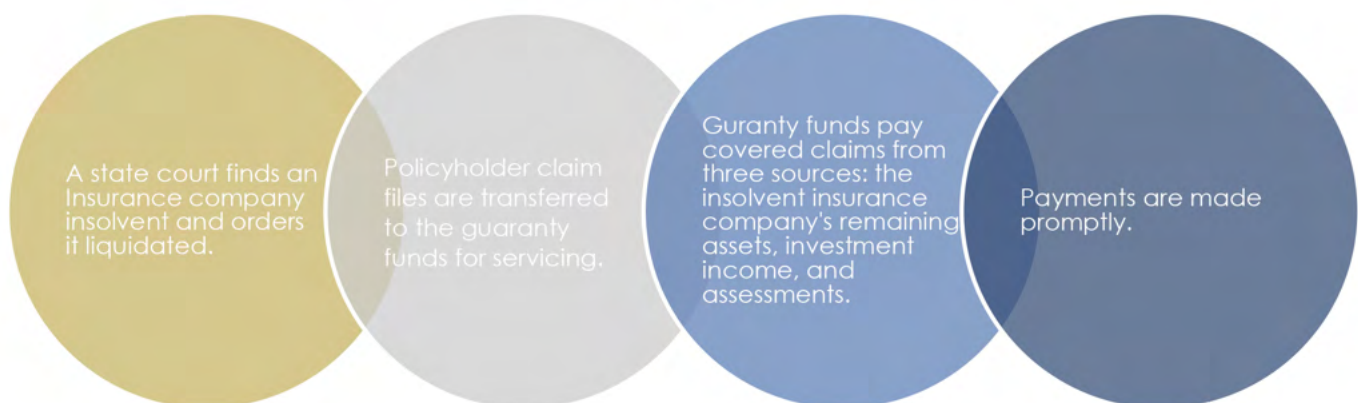 A state court finds an
Insurance company
insolvent and orders
it liquidated.
Policyholder claim
files are transferred
to the guaranty
funds for servicing.
Guranty funds pay
covered claims from
three sources: the
insolvent insurance
company's remaining
assets, investment
income, and
assessments.
Payments are made
promptly.